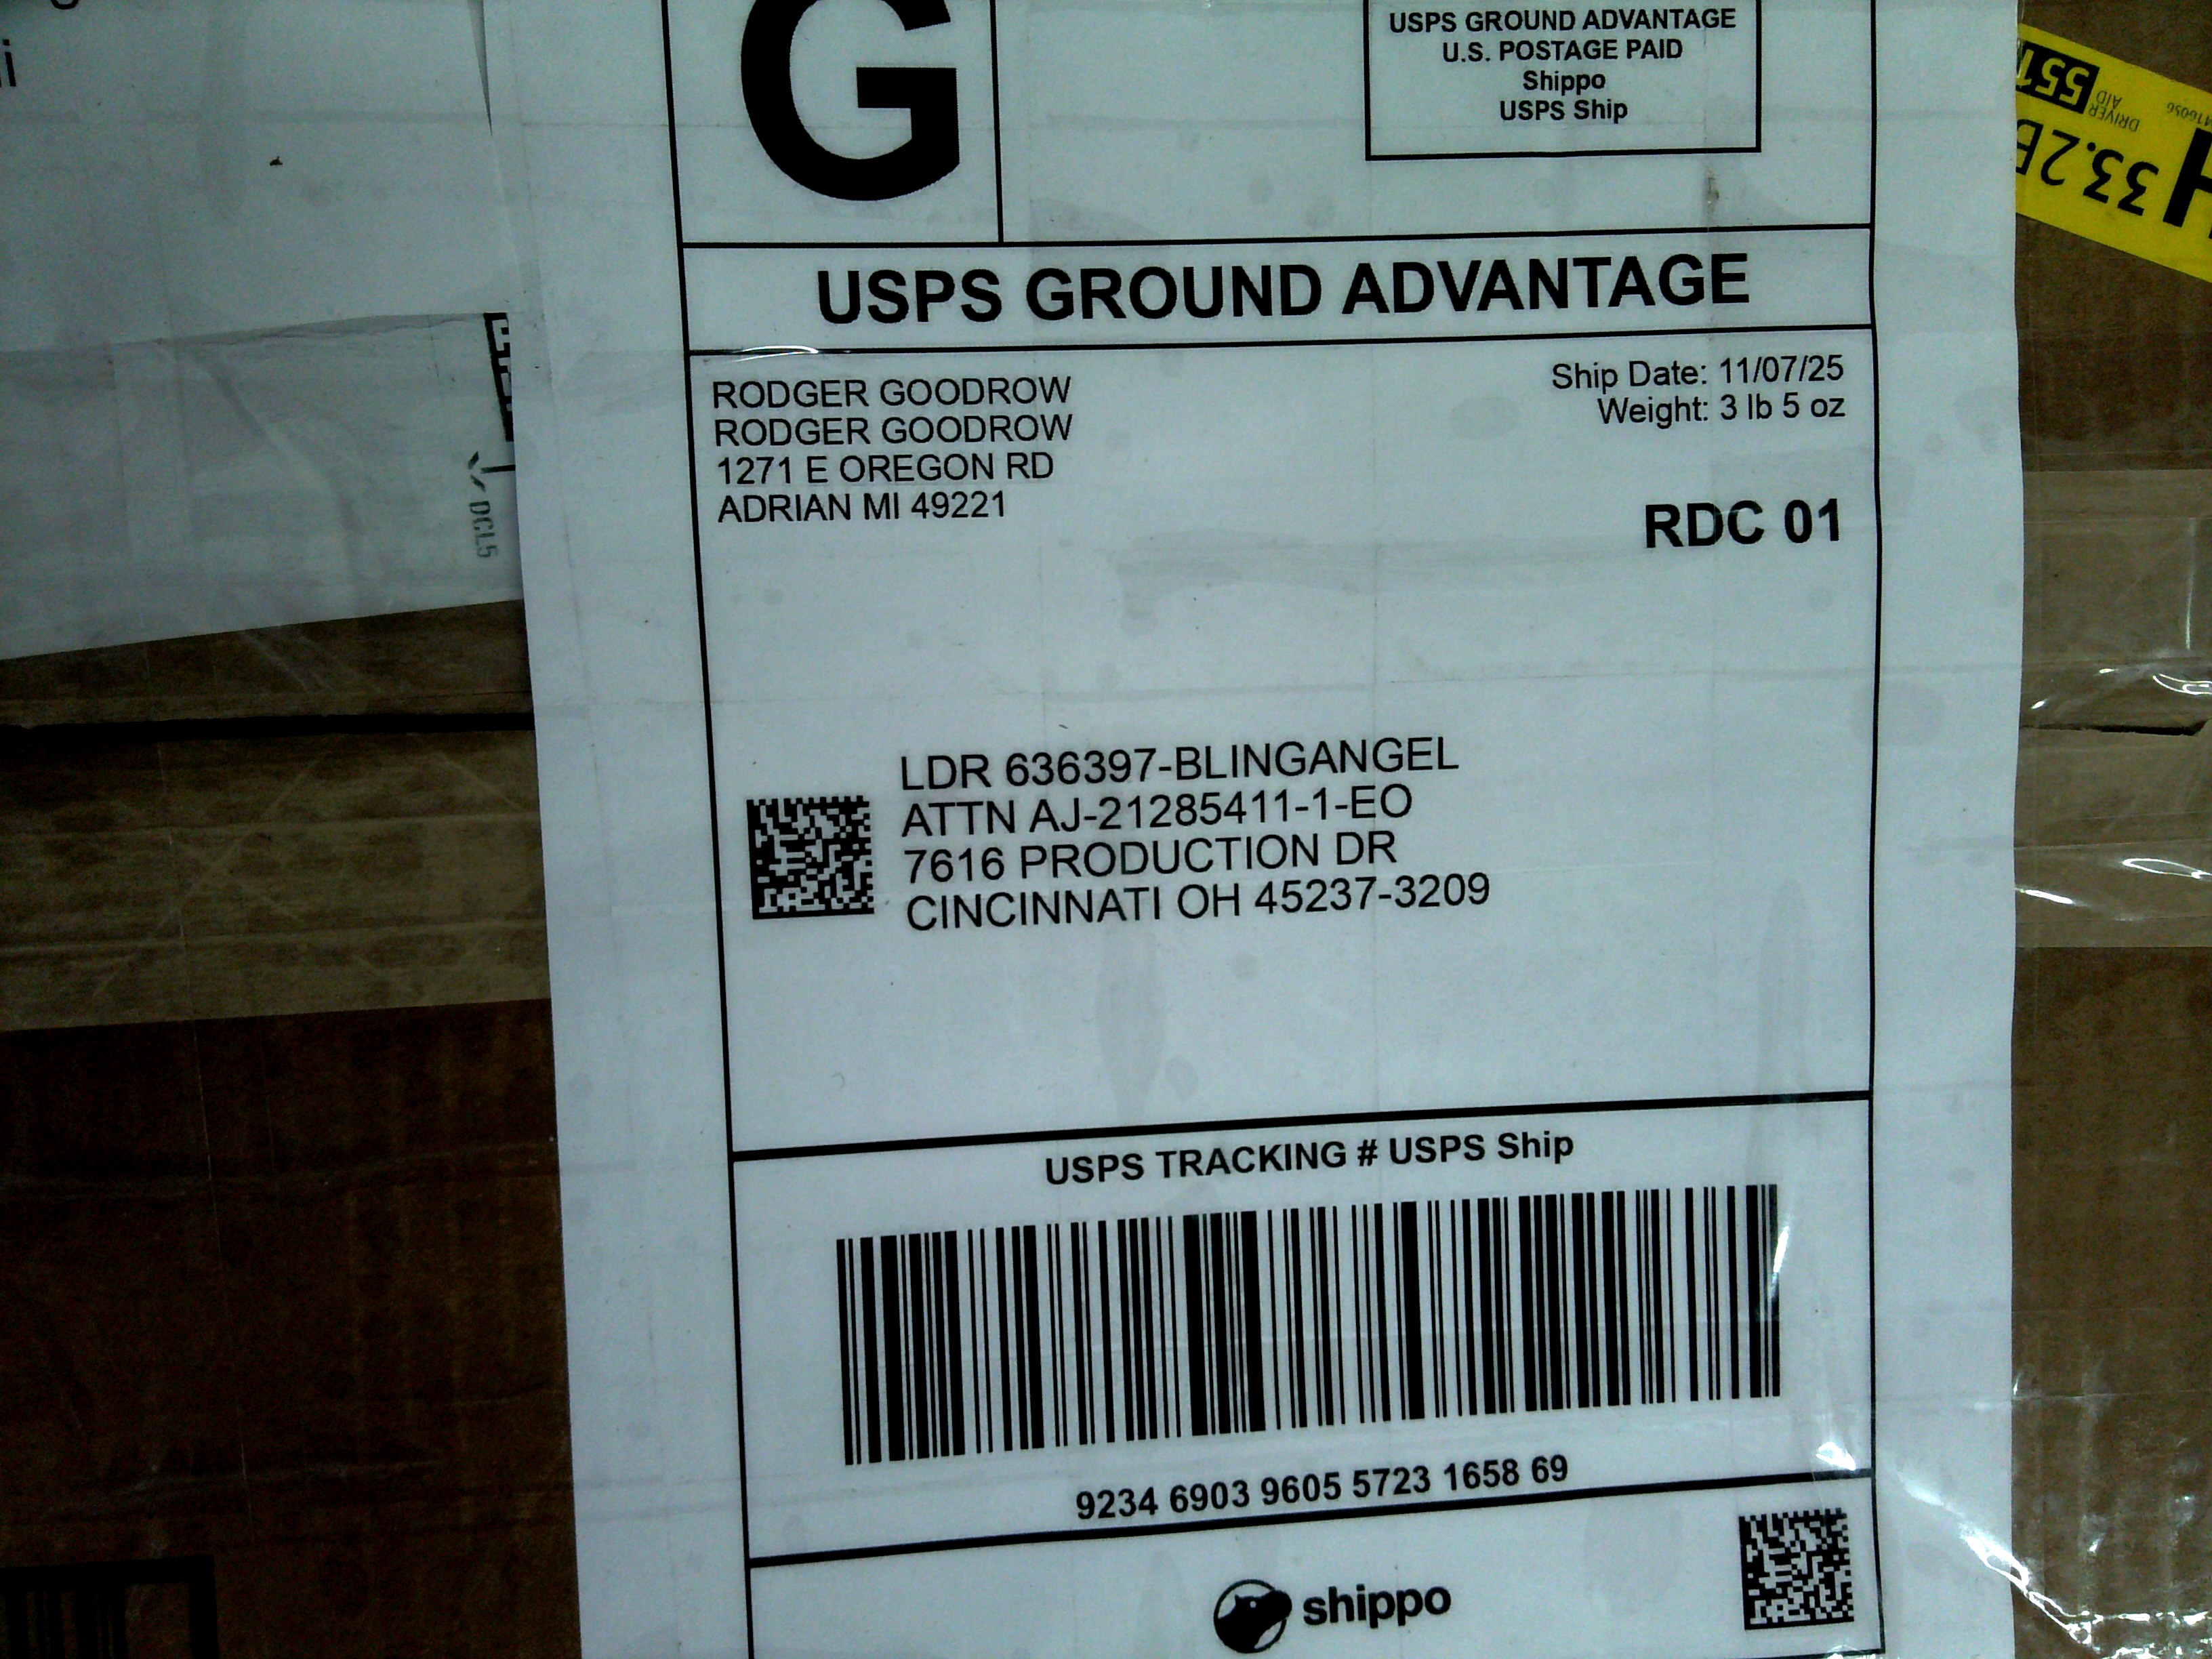 G
USPS GROUND ADVANTAGE
U.S. POSTAGE PAID
Shippo
USPS Ship
USPS GROUND ADVANTAGE
RODGER GOODROW
RODGER GOODROW
1271 E OREGON RD
ADRIAN MI 49221
Ship Date: 11/07/25
Weight: 3 lb 5 oz
RDC 01
LDR 636397-BLINGANGEL
ATTN AJ-21285411-1-EO
7616 PRODUCTION DR
CINCINNATI OH 45237-3209
USPS TRACKING # USPS Ship
9234 6903 9605 5723 1658 69
shippo
DCL5
DRIVER
AID